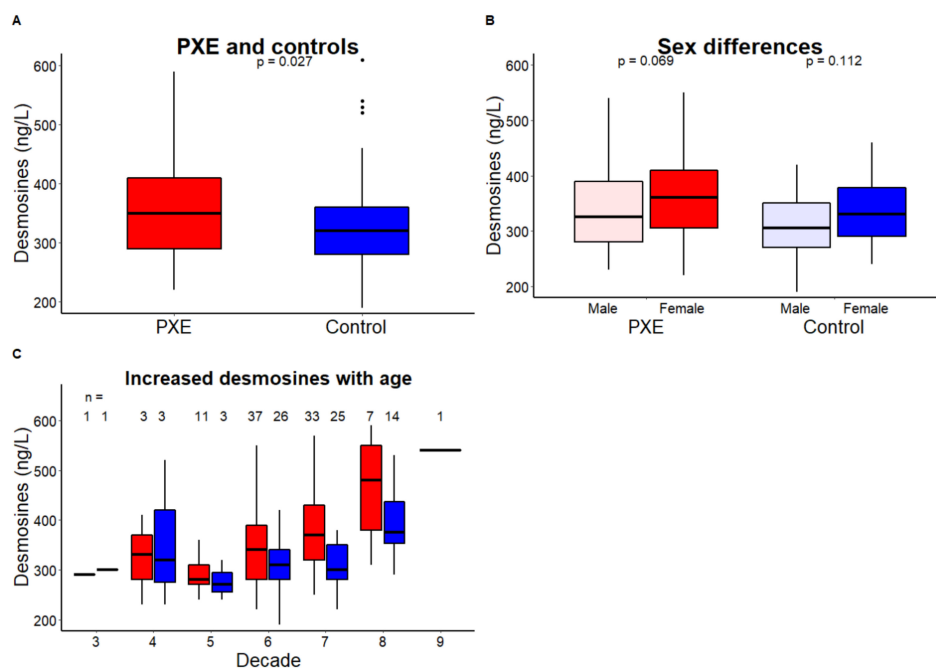 A
PXE and controls
p = 0.027
600
500
400
300
200
Desmosines (ng/L)
PXE Control
B
Sex differences
p = 0.069 p = 0.112
600
500
400
300
200
Desmosines (ng/L)
Male Female Male Female
PXE Control
C
Increased desmosines with age
n =
1 1 3 3 11 3 37 26 33 25 7 14 1
600
500
400
300
200
Desmosines (ng/L)
3 4 5 6 7 8 9
Decade